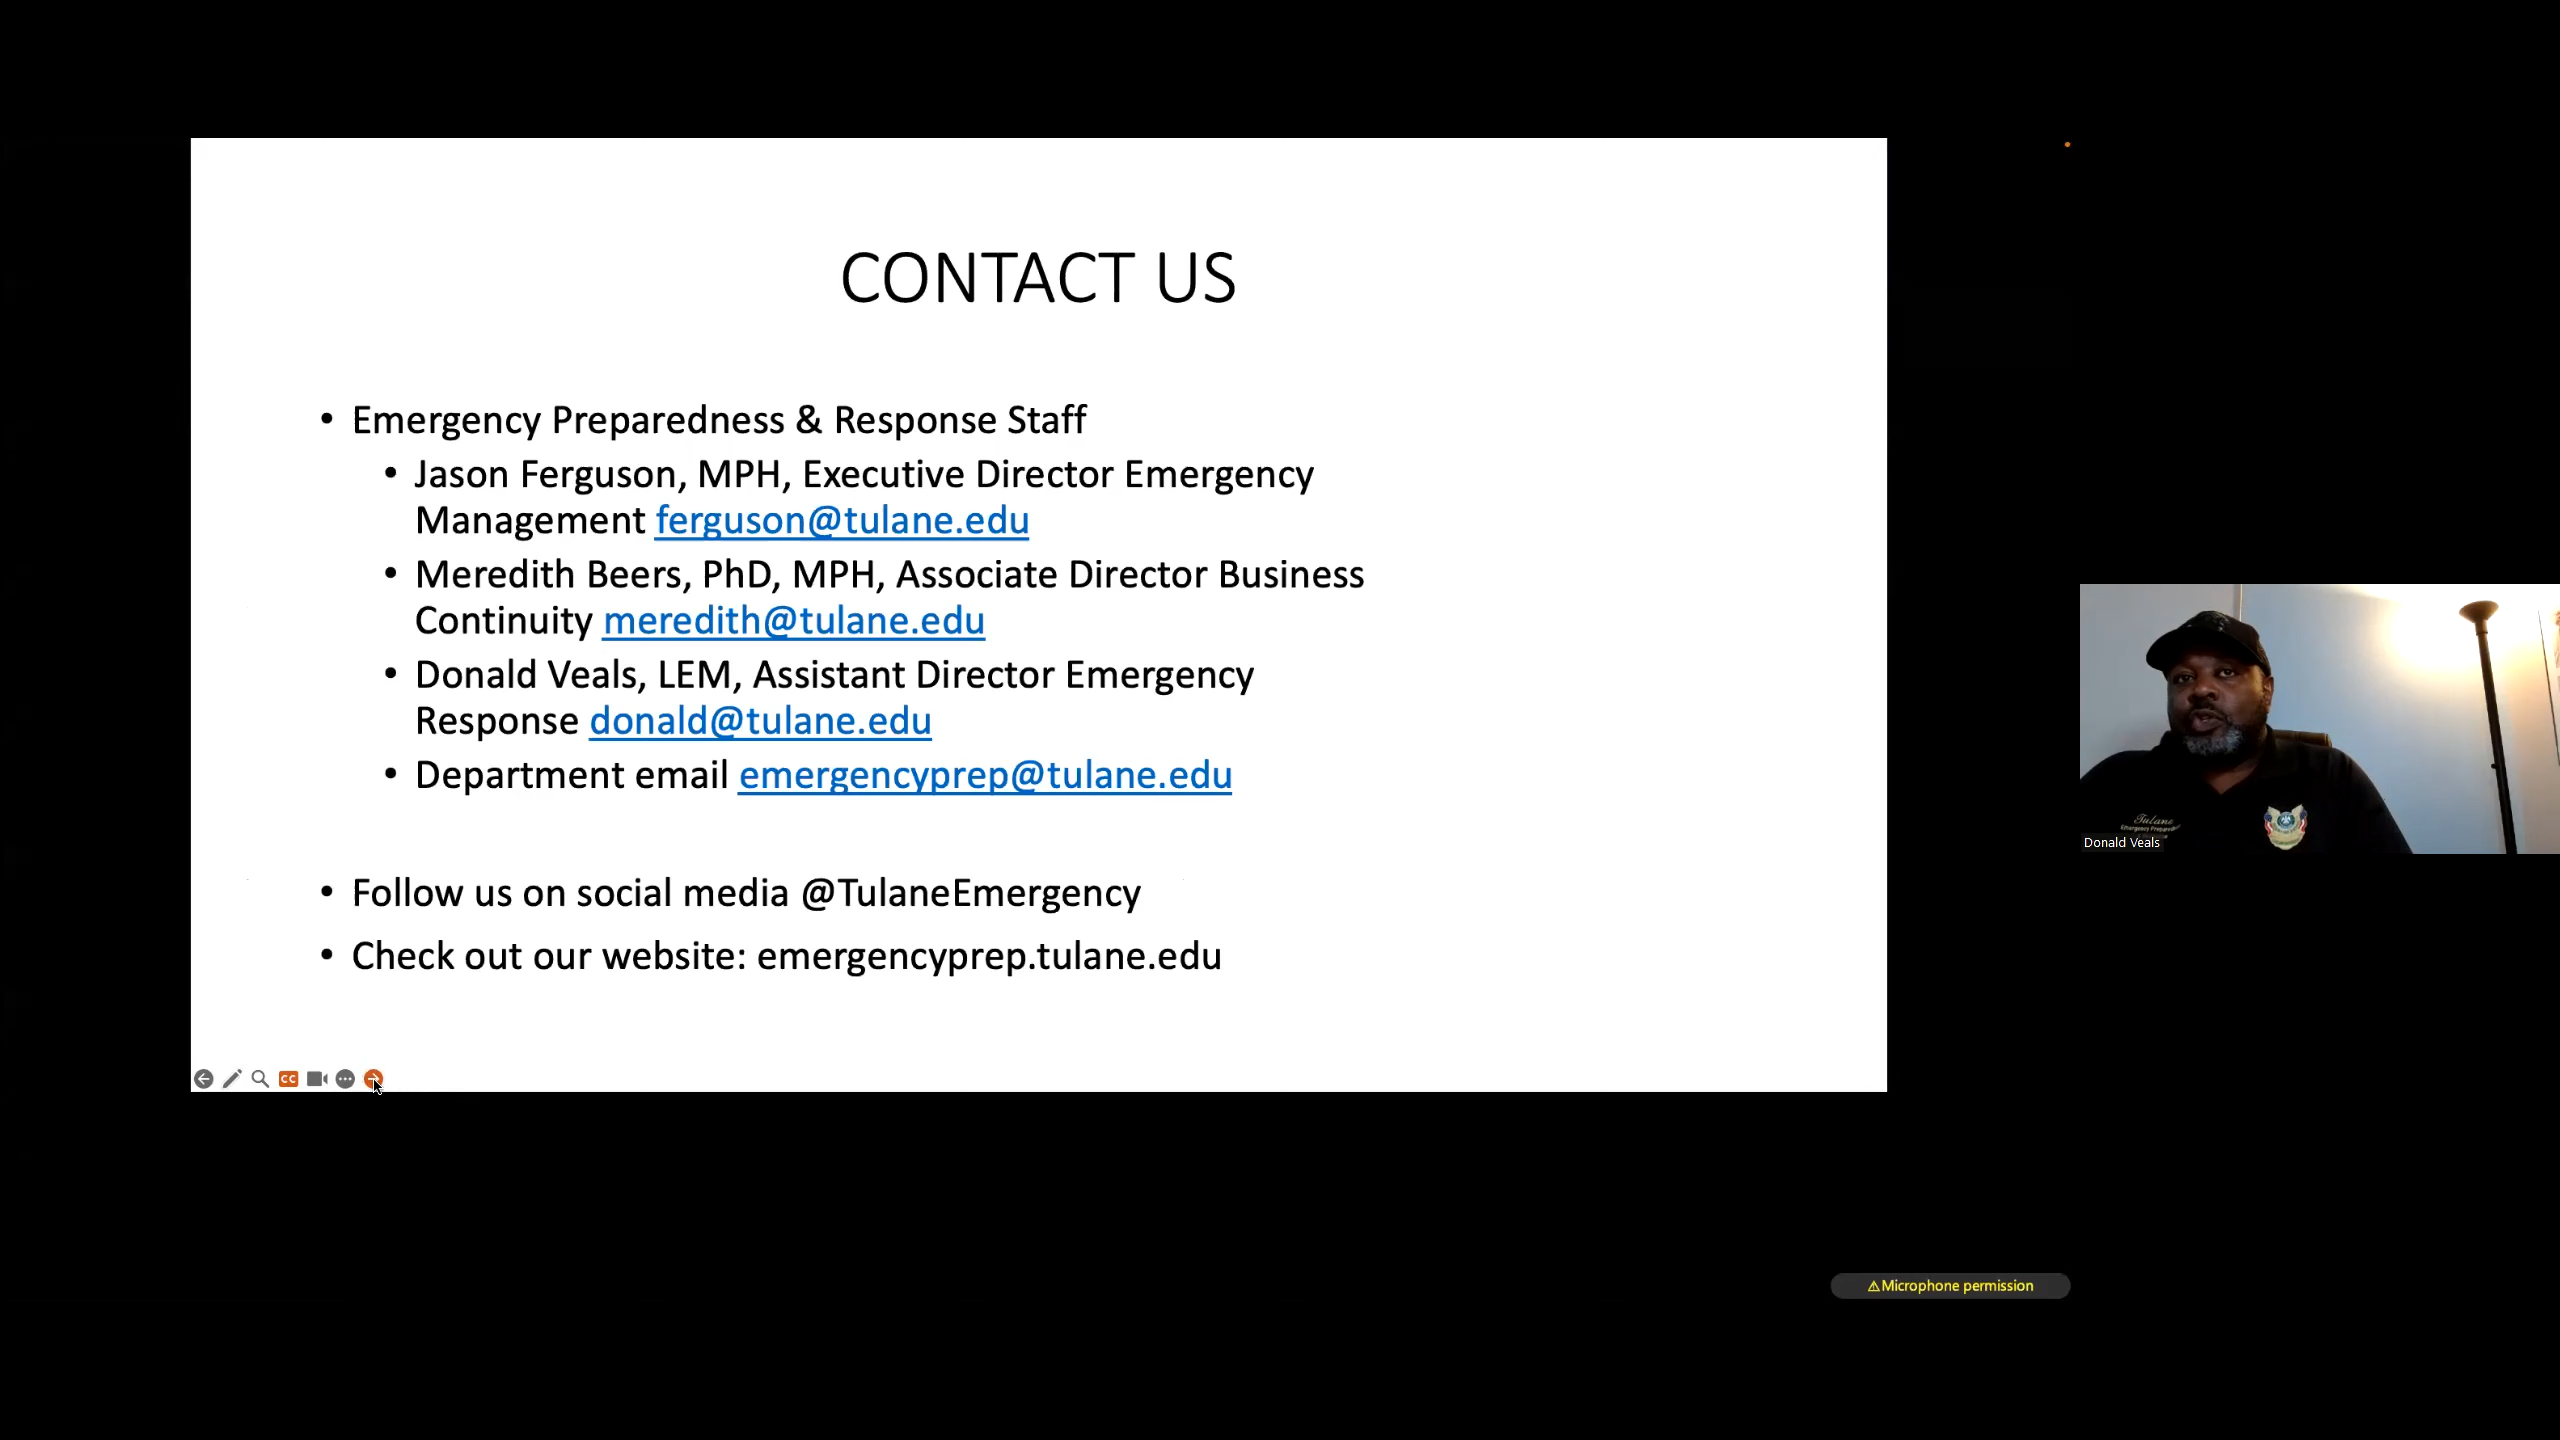 CONTACT US
• Emergency Preparedness & Response Staff
• Jason Ferguson, MPH, Executive Director Emergency
Management ferguson@tulane.edu
• Meredith Beers, PhD, MPH, Associate Director Business
Continuity meredith@tulane.edu
• Donald Veals, LEM, Assistant Director Emergency
Response donald@tulane.edu
• Department email emergencyprep@tulane.edu
• Follow us on social media @TulaneEmergency
• Check out our website: emergencyprep.tulane.edu
CC
Tulane
Donald Veals
⚠Microphone permission